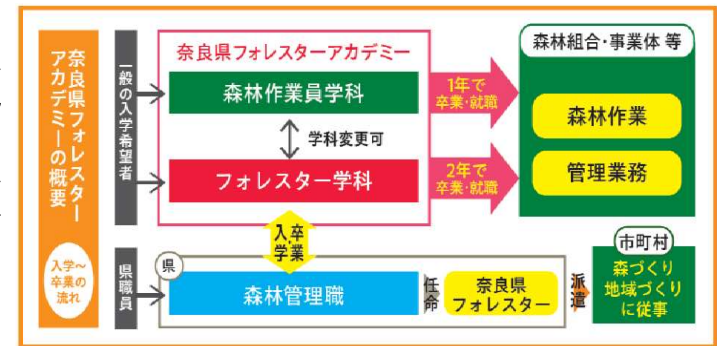 奈良県フォレスター
アカデミーの概要
入学～
卒業の
流れ
一般の入学希望者
奈良県フォレスターアカデミー
森林作業員学科
学科変更可
フォレスター学科
1年で
卒業・就職
2年で
卒業・就職
森林組合・事業体 等
森林作業
管理業務
入学・卒業
県職員
県
森林管理職
任命
奈良県
フォレスター
派遣
市町村
森づくり
地域づくり
に従事